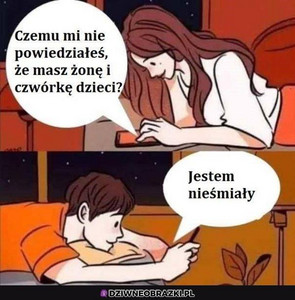 Czemu mi nie
powiedziałeś,
że masz żonę i
czwórkę dzieci?
Jestem
nieśmiały
DZIWNEOBRAZKI.PL